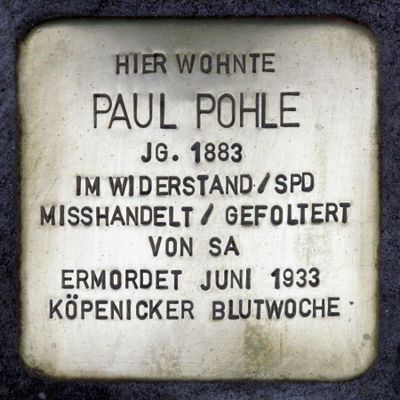 HIER WOHNTE
PAUL POHLE
JG. 1883
IM WIDERSTAND/SPD
MISSHANDELT / GEFOLTERT
VON SA
ERMORDET JUNI 1933
KÖPENICKER BLUTWOCHE